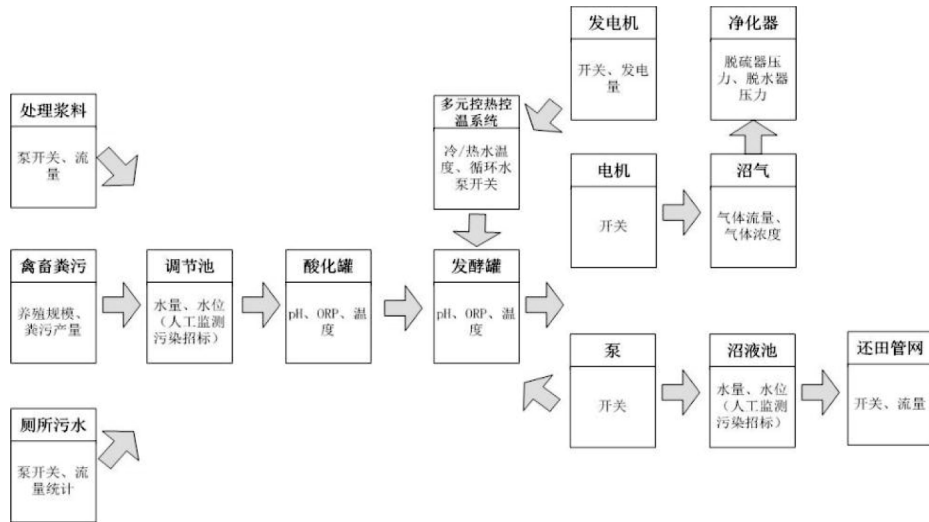 处理浆料
泵开关、流
量
禽畜粪污
养殖规模、
粪污产量
厕所污水
泵开关、流
量统计
调节池
水量、水位
（人工监测
污染招标）
酸化罐
pH、ORP、温
度
多元控热控
温系统
冷/热水温
度、循环水
泵开关
发酵罐
pH、ORP、温
度
发电机
开关、发电
量
电机
开关
泵
开关
净化器
脱硫器压
力、脱水器
压力
沼气
气体流量、
气体浓度
沼液池
水量、水位
（人工监测
污染招标）
还田管网
开关、流量